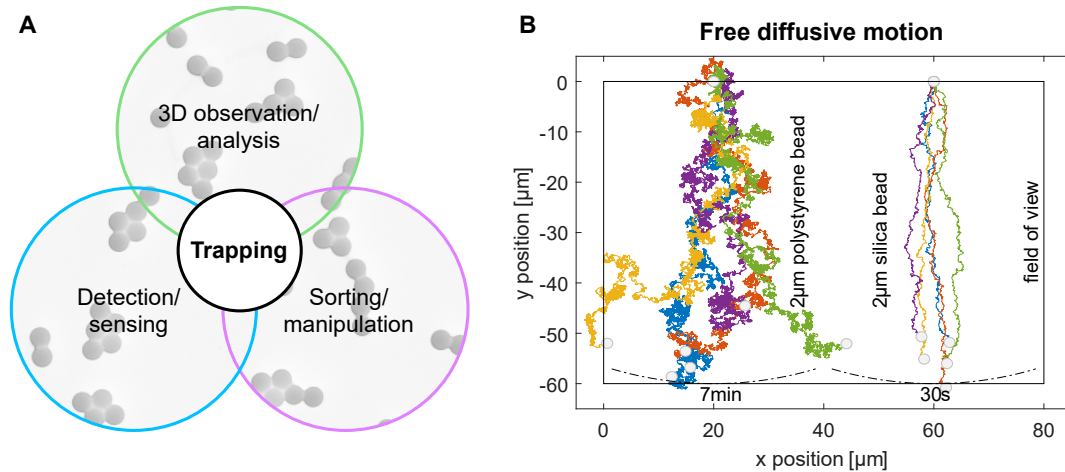 A
3D observation/
analysis
Trapping
Detection/
sensing
Sorting/
manipulation
B
Free diffusive motion
y position [µm]
0
-10
-20
-30
-40
-50
-60
2µm polystyrene bead
2µm silica bead
field of view
7min
30s
0
20
40
60
80
x position [µm]